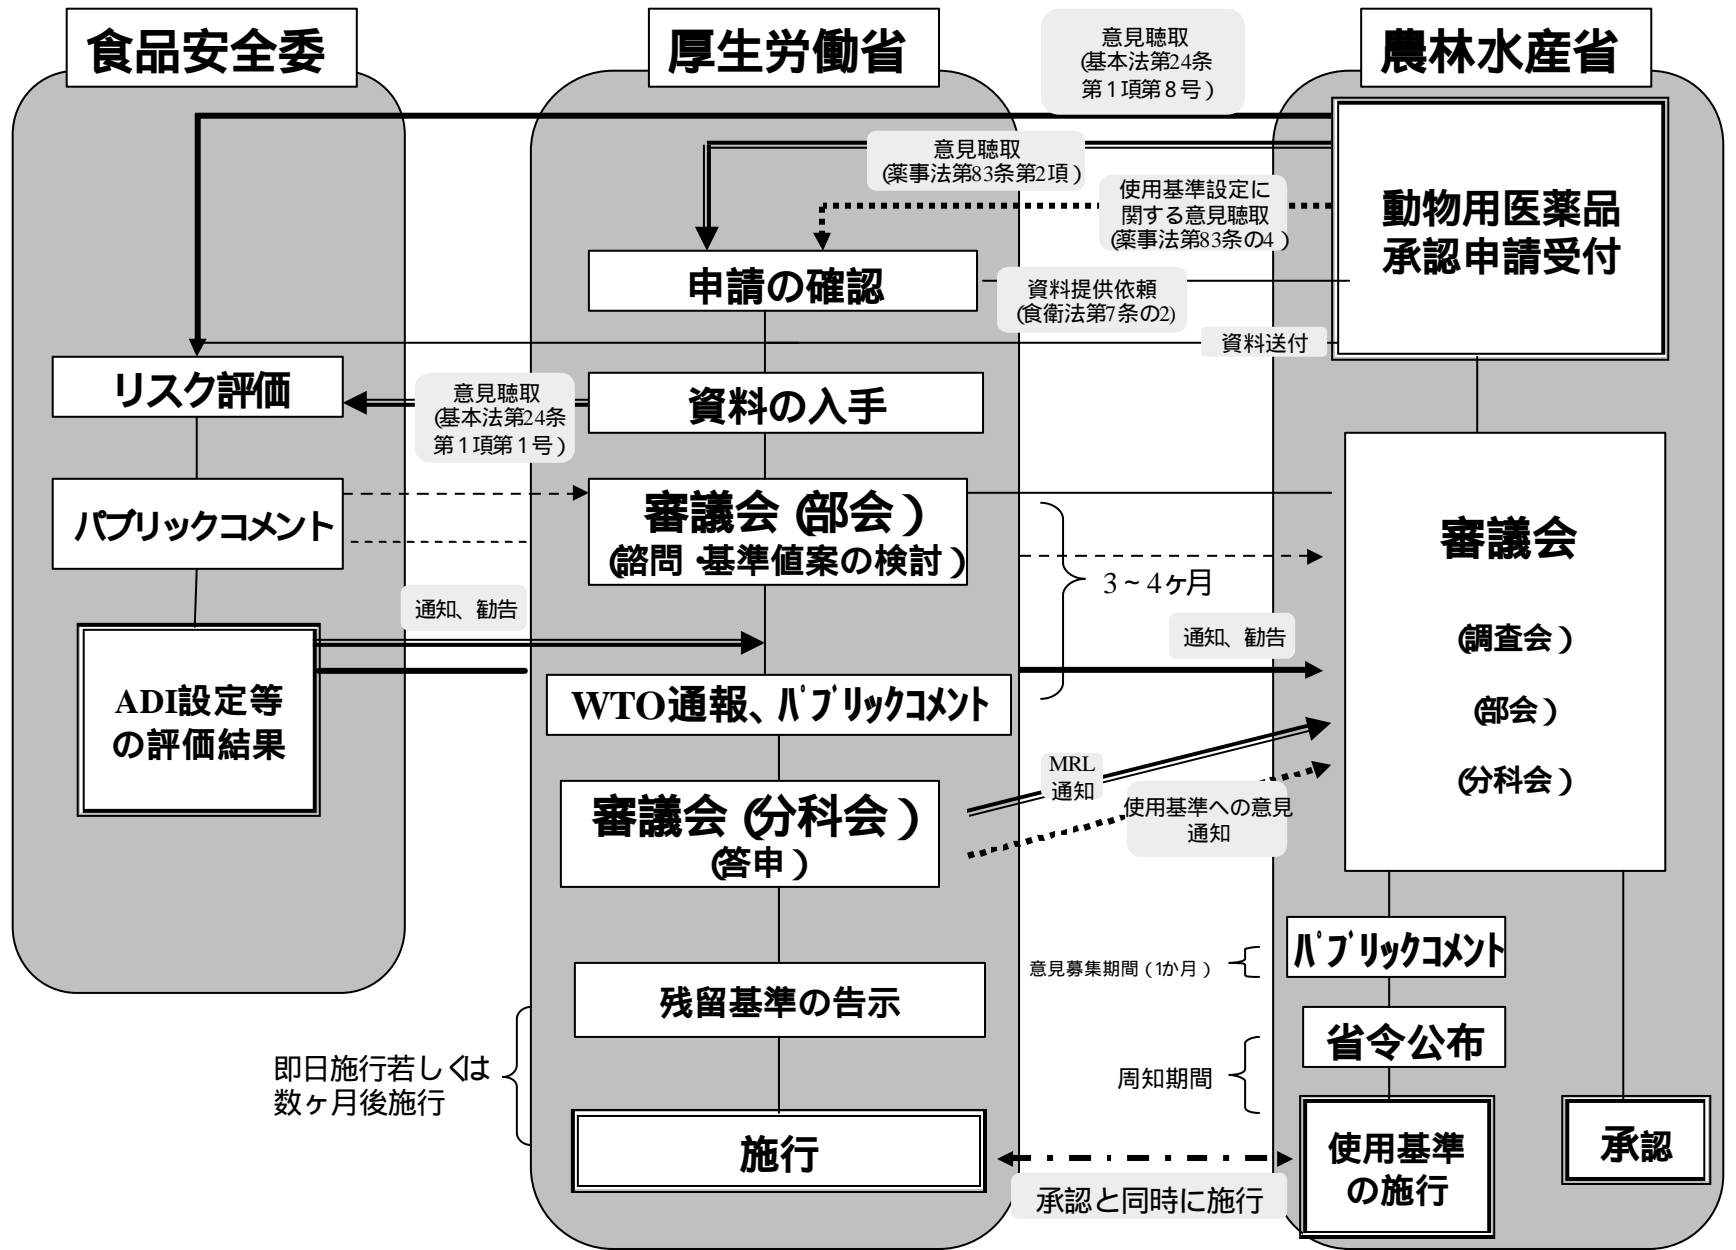 食品安全委
厚生労働省
農林水産省
意見聴取
(基本法第24条
第1項第8号)
意見聴取
(薬事法第83条第2項)
使用基準設定に
関する意見聴取
(薬事法第83条の4)
動物用医薬品
承認申請受付
申請の確認
資料提供依頼
(食衛法第7条の2)
資料送付
リスク評価
意見聴取
(基本法第24条
第1項第1号)
資料の入手
パブリックコメント
審議会(部会)
(諮問・基準値案の検討)
審議会
(調査会)
(部会)
(分科会)
3~4ヶ月
通知、勧告
通知、勧告
ADI設定等
の評価結果
WTO通報、パブリックコメント
MRL
通知
審議会(分科会)
(答申)
使用基準への意見
通知
パブリックコメント
意見募集期間(1か月)
残留基準の告示
省令公布
即日施行若しくは
数ヶ月後施行
周知期間
施行
使用基準
の施行
承認
承認と同時に施行